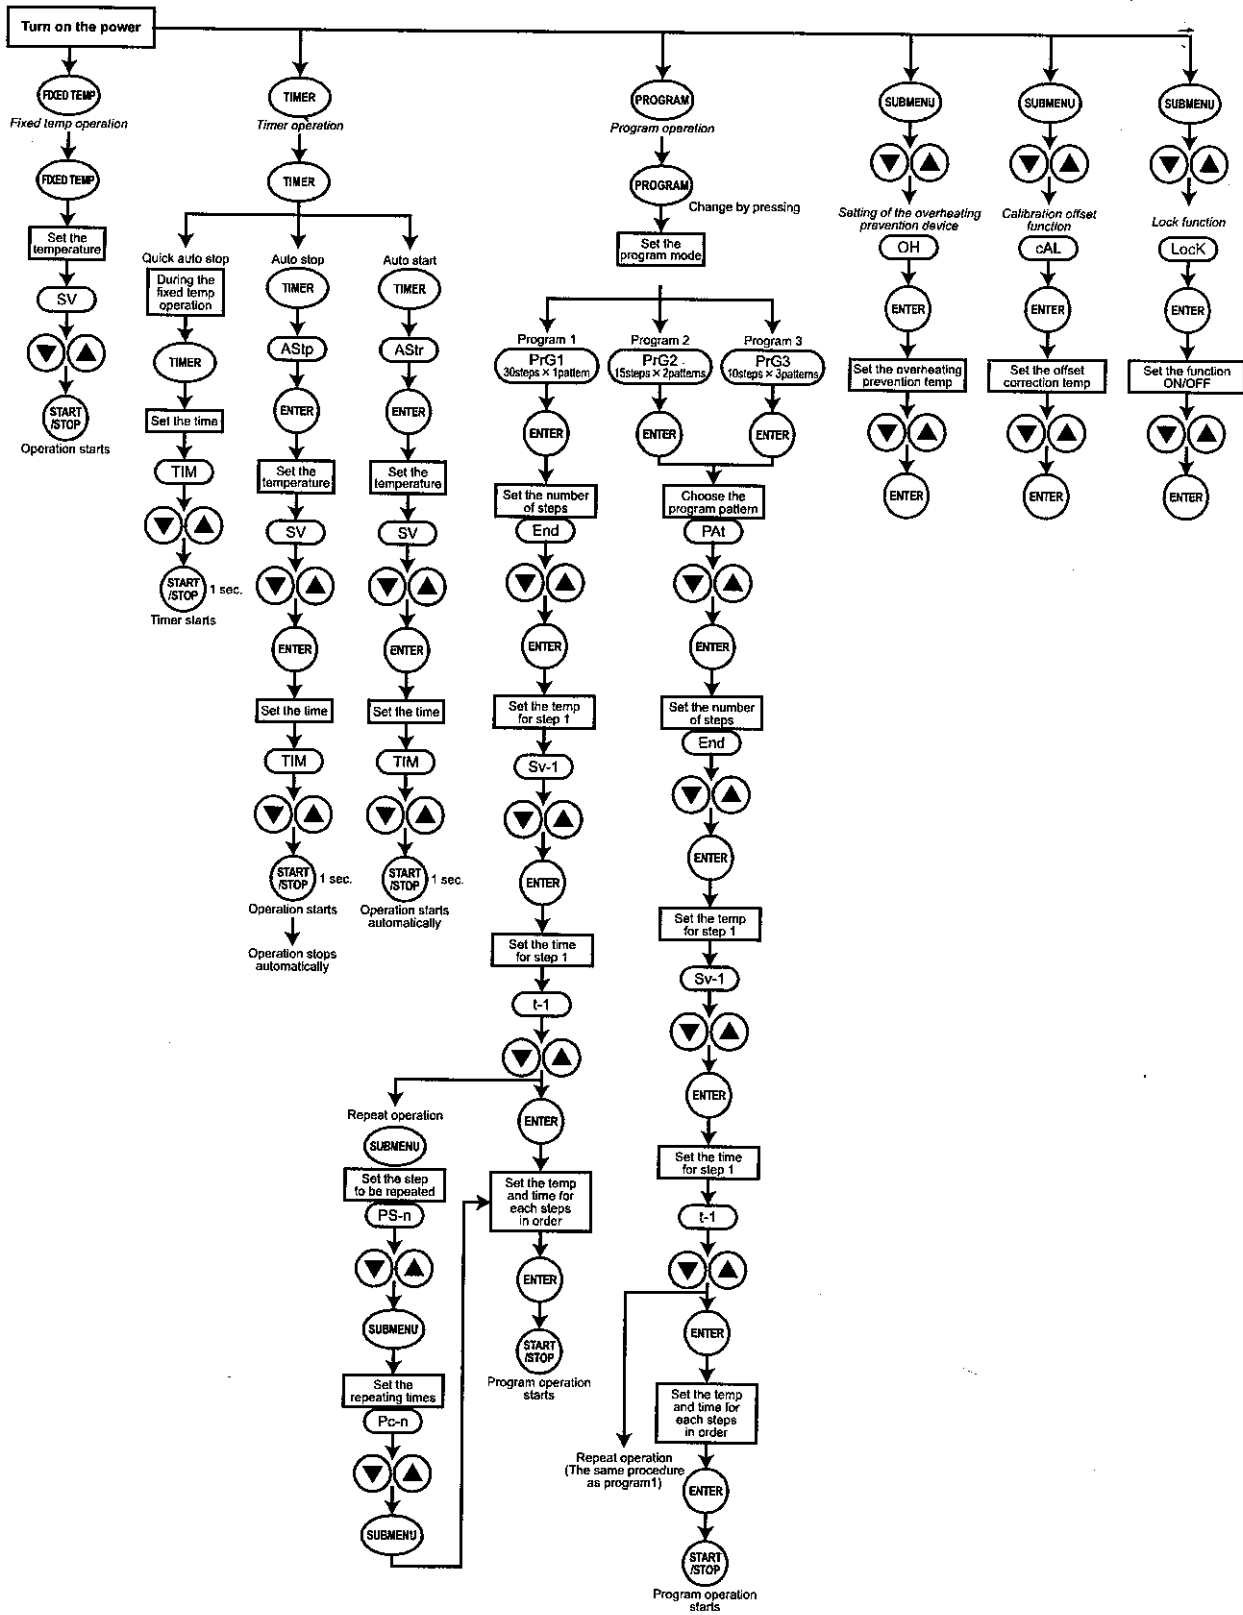 Turn on the power
FIXED TEMP
Fixed temp operation
FIXED TEMP
Set the
temperature
SV
START
/STOP
Operation starts
TIMER
Timer operation
TIMER
Quick auto stop
During the
fixed temp
operation
TIMER
Set the time
TIM
START
/STOP
1 sec.
Timer starts
Auto stop
TIMER
AStp
ENTER
Set the
temperature
SV
ENTER
Set the time
TIM
START
/STOP
1 sec.
Operation starts
Operation stops
automatically
Auto start
TIMER
AStr
ENTER
Set the
temperature
SV
ENTER
Set the time
TIM
START
/STOP
1 sec.
Operation starts
automatically
PROGRAM
Program operation
PROGRAM
Change by pressing
Set the
program mode
Program 1
PrG1
30steps × 1pattern
ENTER
Set the number
of steps
End
ENTER
Set the temp
for step 1
Sv-1
ENTER
Set the time
for step 1
t-1
Repeat operation
SUBMENU
Set the step
to be repeated
PS-n
SUBMENU
Set the
repeating times
Pc-n
SUBMENU
ENTER
Set the temp
and time for
each steps
in order
ENTER
START
/STOP
Program operation
starts
Program 2
PrG2
15steps × 2patterns
ENTER
Program 3
PrG3
10steps × 3patterns
ENTER
Choose the
program pattern
PAt
ENTER
Set the number
of steps
End
ENTER
Set the temp
for step 1
Sv-1
ENTER
Set the time
for step 1
t-1
Repeat operation
(The same procedure
as program1)
ENTER
Set the temp
and time for
each steps
in order
ENTER
START
/STOP
Program operation
starts
SUBMENU
Setting of the overheating
prevention device
OH
ENTER
Set the overheating
prevention temp
ENTER
SUBMENU
Calibration offset
function
cAL
ENTER
Set the offset
correction temp
ENTER
SUBMENU
Lock function
LocK
ENTER
Set the function
ON/OFF
ENTER